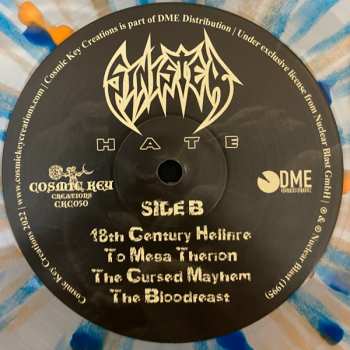 Cosmic Key Creations 2022 | www.cosmickeycreations.com | Cosmic Key Creations is part of DME Distribution / Under exclusive license from Nuclear Blast GmbH | ℗ & © Nuclear Blast (1995)
SINISTER
HATE
COSMIC KEY
CREATIONS
CKC050
DME
SIDE B
18th Century Hellfire
To Mega Therion
The Cursed Mayhem
The Bloodfeast